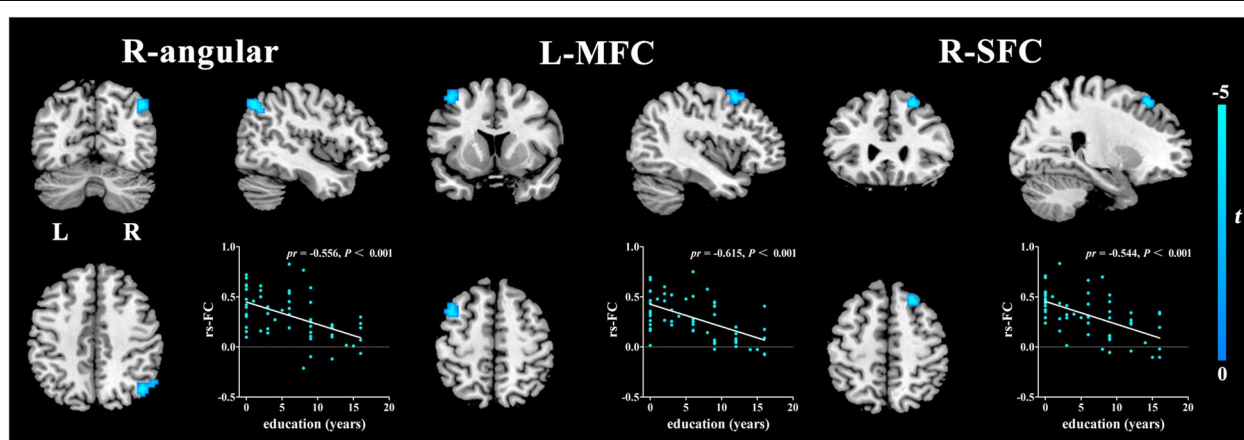 R-angular
L-MFC
R-SFC
-5
t
0
L R
1.0
0.5
0.0
-0.5
rs-FC
pr = -0.556, P < 0.001
0 5 10 15 20
education (years)
1.0
0.5
0.0
-0.5
rs-FC
pr = -0.615, P < 0.001
0 5 10 15 20
education (years)
1.0
0.5
0.0
-0.5
rs-FC
pr = -0.544, P < 0.001
0 5 10 15 20
education (years)